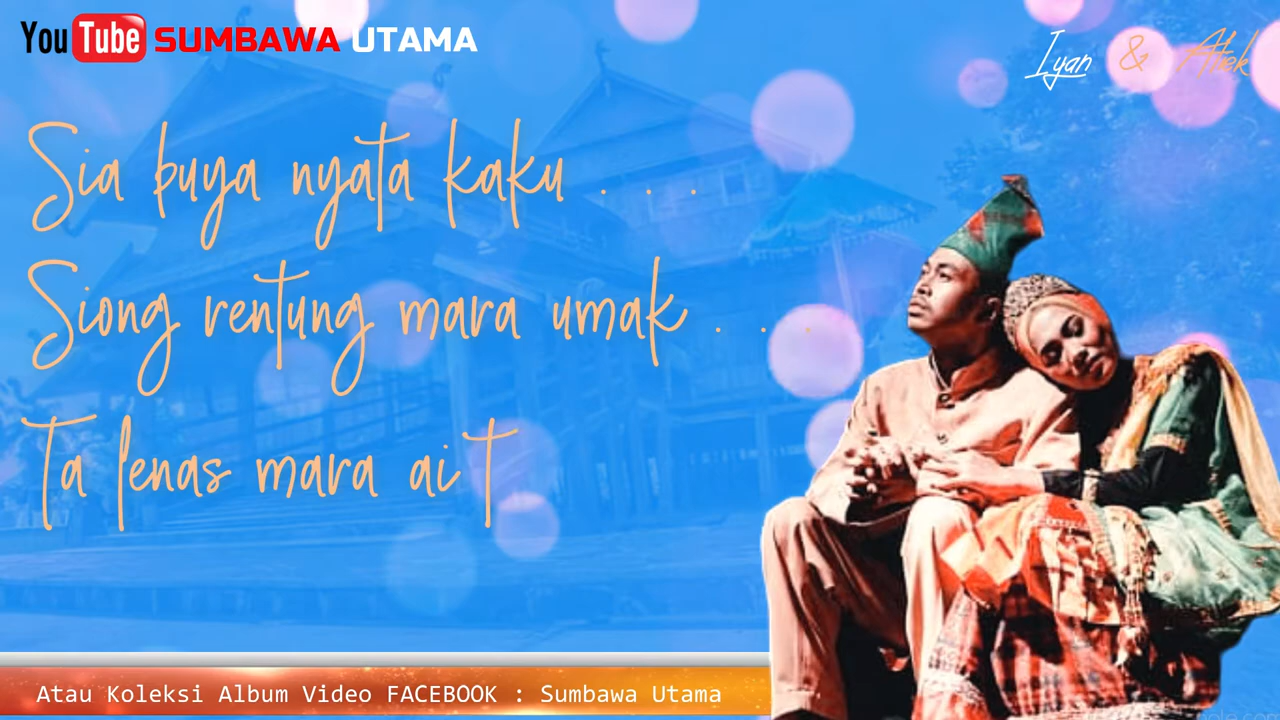 YouTube SUMBAWA UTAMA
Iyan & Atiek
Sia buya nyata kaku . . . .
Siong rentung mara umak . . .
Ta lenas mara ai T
Atau Koleksi Album Video FACEBOOK : Sumbawa Utama